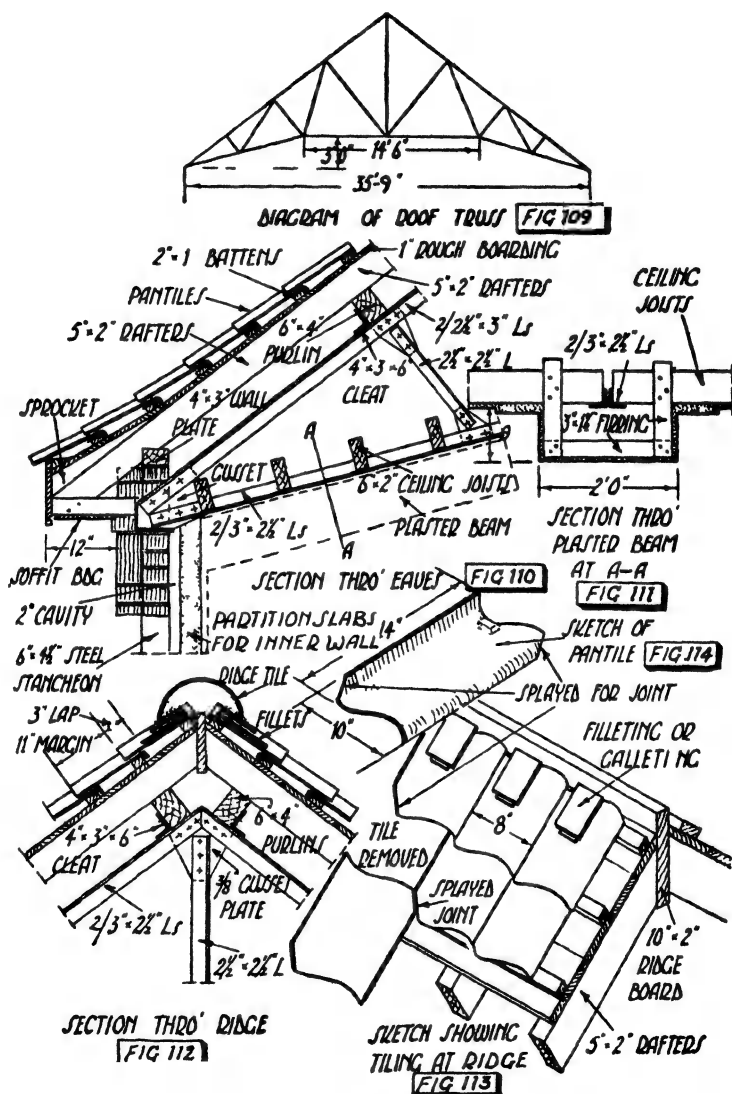 3'0"
14' 6"
35'-9"
DIAGRAM OF ROOF TRUSS FIG 109
2" × 1 BATTENS
PANTILES
5" × 2" RAFTERS
1" ROUGH BOARDING
5" × 2" RAFTERS
6" × 4"
PURLIN
2/2½" × 3" Ls
2½" × 2½" L
4" × 3" × 6"
CLEAT
CEILING
JOISTS
2/3" × 2½" Ls
SPROCKET
4" × 3" WALL
PLATE
GUSSET
A
A
6" × 2" CEILING JOISTS
2/3" × 2½" Ls
PLASTER BEAM
FIRRING
2'0"
SECTION THRO'
PLASTER BEAM
AT A-A
FIG 111
12"
SOFFIT BDG
2" CAVITY
6" × 4½" STEEL
STANCHEON
SECTION THRO' EAVES FIG 110
PARTITION SLABS
FOR INNER WALL
14"
SKETCH OF
PANTILE FIG 114
SPLAYED FOR JOINT
RIDGE TILE
FILLETS
10"
3" LAP
11" MARGIN
FILLETING OR
GALLETING
8"
4" × 3" × 6"
CLEAT
6" × 4"
PURLINS
TILE
REMOVED
⅜" GUSSET
PLATE
SPLAYED
JOINT
2/3" × 2½" Ls
2½" × 2½" L
10" × 2"
RIDGE
BOARD
5" × 2" RAFTERS
SECTION THRO' RIDGE
FIG 112
SKETCH SHOWING
TILING AT RIDGE
FIG 113